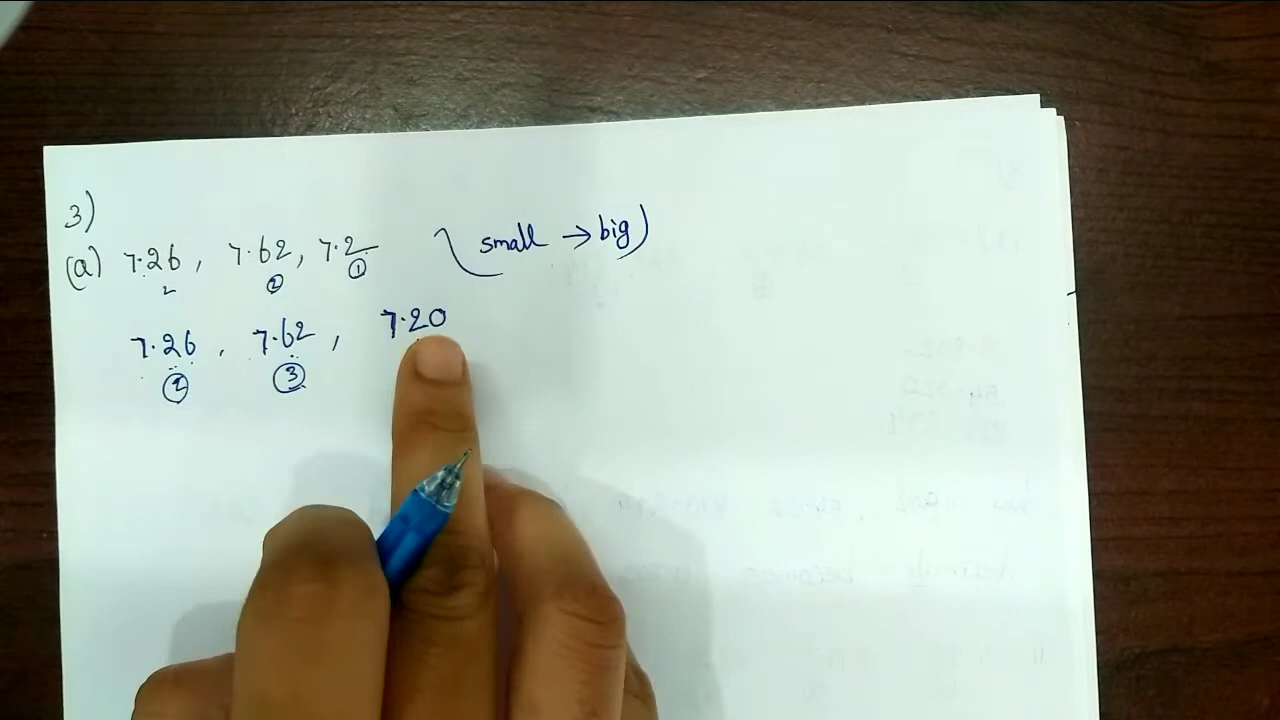 3)
(a) 7.26, 7.62, 7.2 (small → big)
2 ② ①
7.26, 7.62, 7.20
② ③